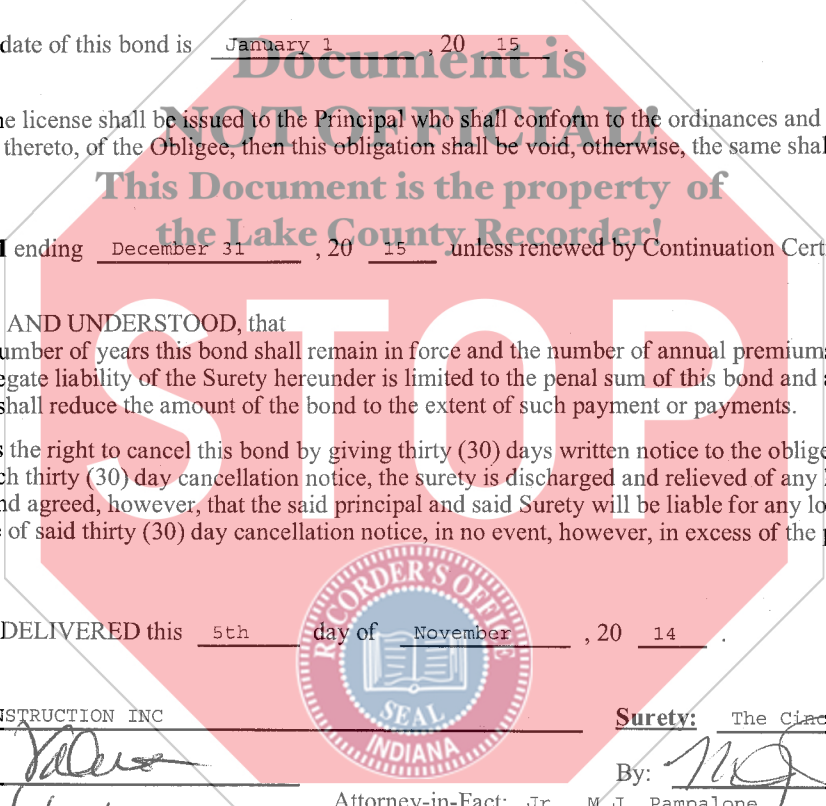 date of this bond is January 1 , 20 15 .
Document is
ne license shall be issued to the Principal who shall conform to the ordinances and
NOT OFFICIAL!
thereto, of the Obligee, then this obligation shall be void, otherwise, the same shal
This Document is the property of
the Lake County Recorder!
ending December 31 , 20 15 unless renewed by Continuation Cert
AND UNDERSTOOD, that
umber of years this bond shall remain in force and the number of annual premium
egate liability of the Surety hereunder is limited to the penal sum of this bond and a
shall reduce the amount of the bond to the extent of such payment or payments.
STOP
s the right to cancel this bond by giving thirty (30) days written notice to the oblige
ch thirty (30) day cancellation notice, the surety is discharged and relieved of any
nd agreed, however, that the said principal and said Surety will be liable for any lo
of said thirty (30) day cancellation notice, in no event, however, in excess of the p
RECORDER'S OFFICE
DELIVERED this 5th day of November , 20 14 .
SEAL
INDIANA
STRUCTION INC
Surety: The Cinc
By:
Attorney-in-Fact: Jr M.J. Pampalone